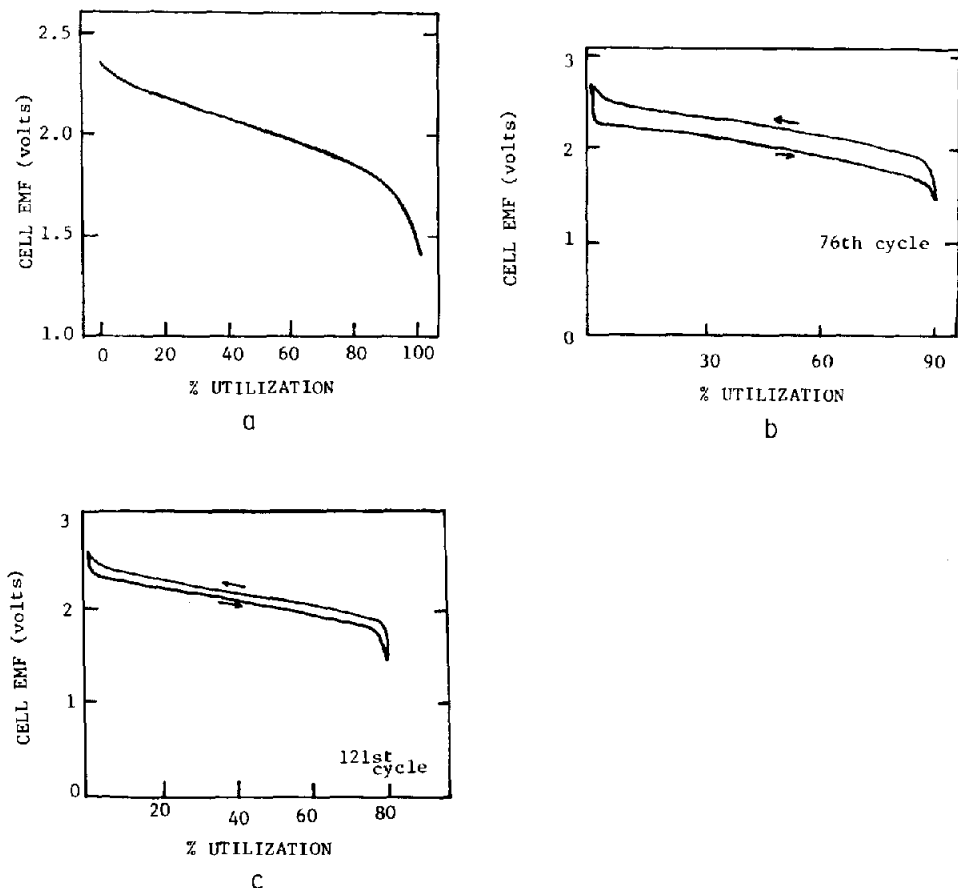 2.5
2.0
1.5
1.0
CELL EMF (volts)
0 20 40 60 80 100
% UTILIZATION
a
3
2
1
0
CELL EMF (volts)
76th cycle
30 60 90
% UTILIZATION
b
3
2
1
0
CELL EMF (volts)
121st
cycle
20 40 60 80
% UTILIZATION
c